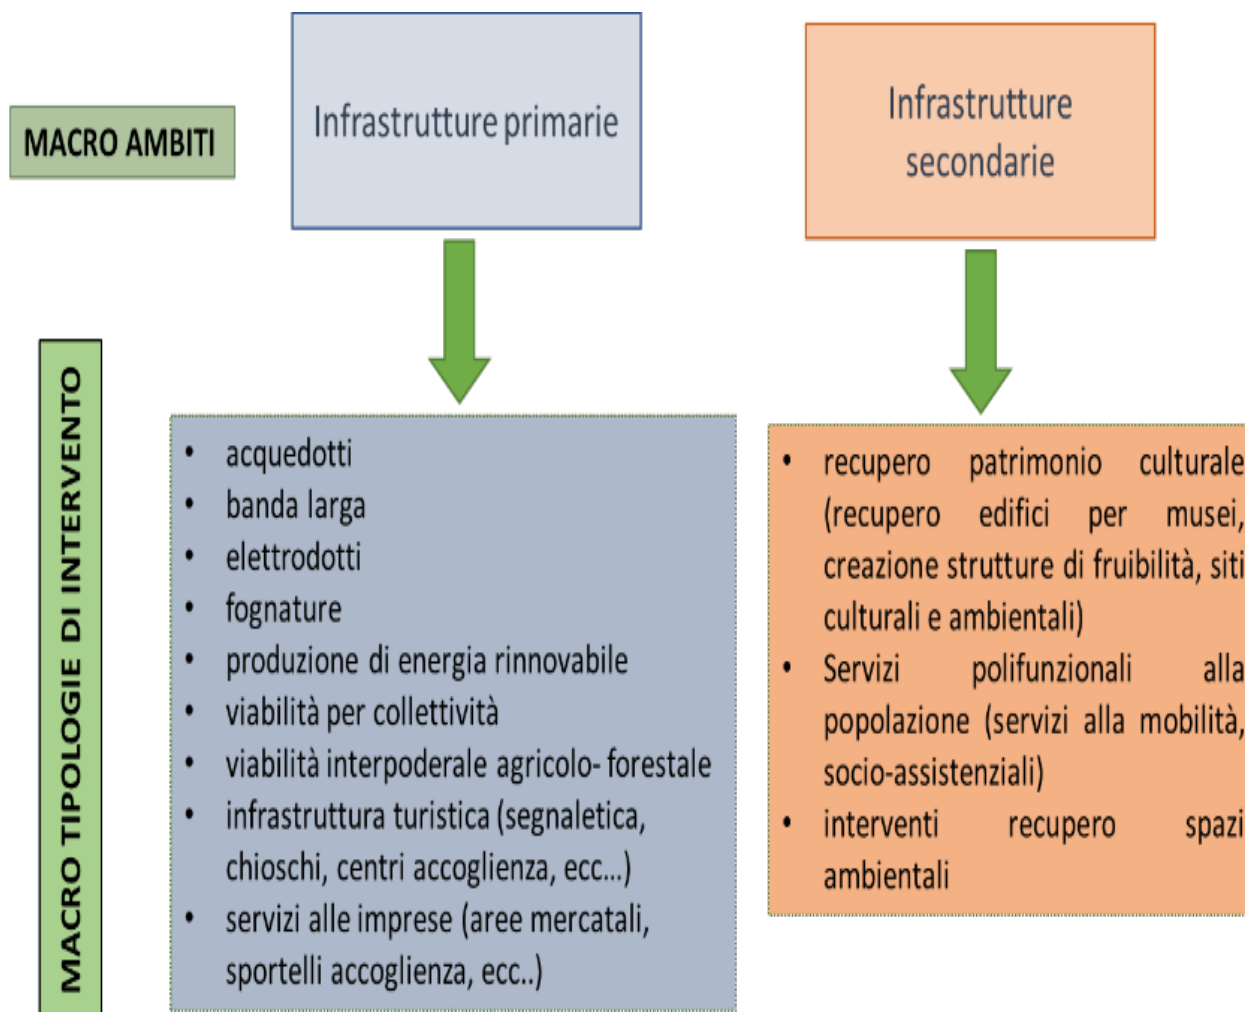 MACRO AMBITI
Infrastrutture primarie
Infrastrutture
secondarie
MACRO TIPOLOGIE DI INTERVENTO
• acquedotti
• banda larga
• elettrodotti
• fognature
• produzione di energia rinnovabile
• viabilità per collettività
• viabilità interpoderale agricolo- forestale
• infrastruttura turistica (segnaletica,
chioschi, centri accoglienza, ecc...)
• servizi alle imprese (aree mercatali,
sportelli accoglienza, ecc..)
• recupero patrimonio culturale
(recupero edifici per musei,
creazione strutture di fruibilità, siti
culturali e ambientali)
• Servizi polifunzionali alla
popolazione (servizi alla mobilità,
socio-assistenziali)
• interventi recupero spazi
ambientali